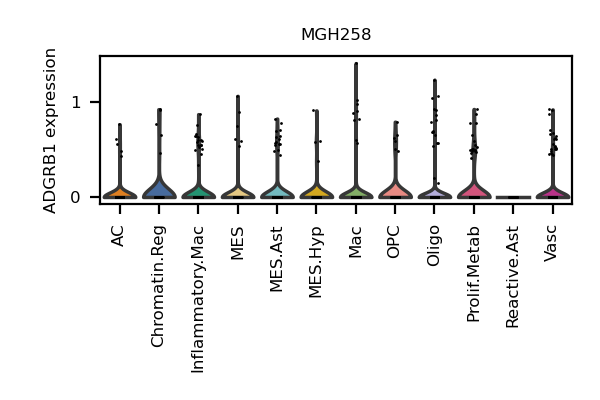 MGH258
ADGRB1 expression
1
0
AC
Chromatin.Reg
Inflammatory.Mac
MES
MES.Ast
MES.Hyp
Mac
OPC
Oligo
Prolif.Metab
Reactive.Ast
Vasc